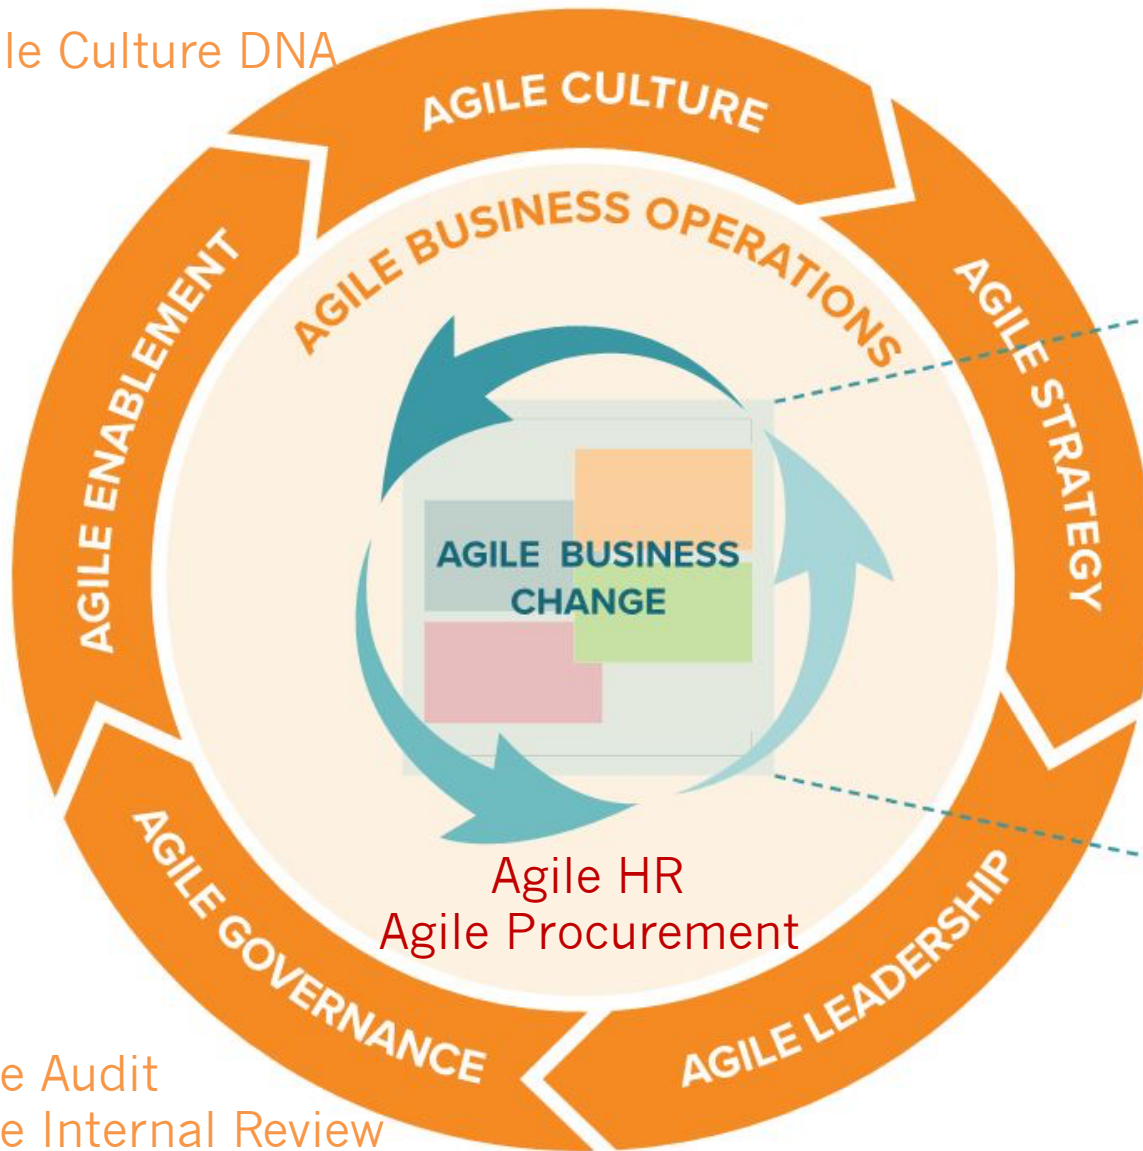 le Culture DNA
AGILE CULTURE
AGILE BUSINESS OPERATIONS
AGILE STRATEGY
AGILE ENABLEMENT
AGILE BUSINESS
CHANGE
Agile HR
Agile Procurement
AGILE GOVERNANCE
AGILE LEADERSHIP
e Audit
e Internal Review